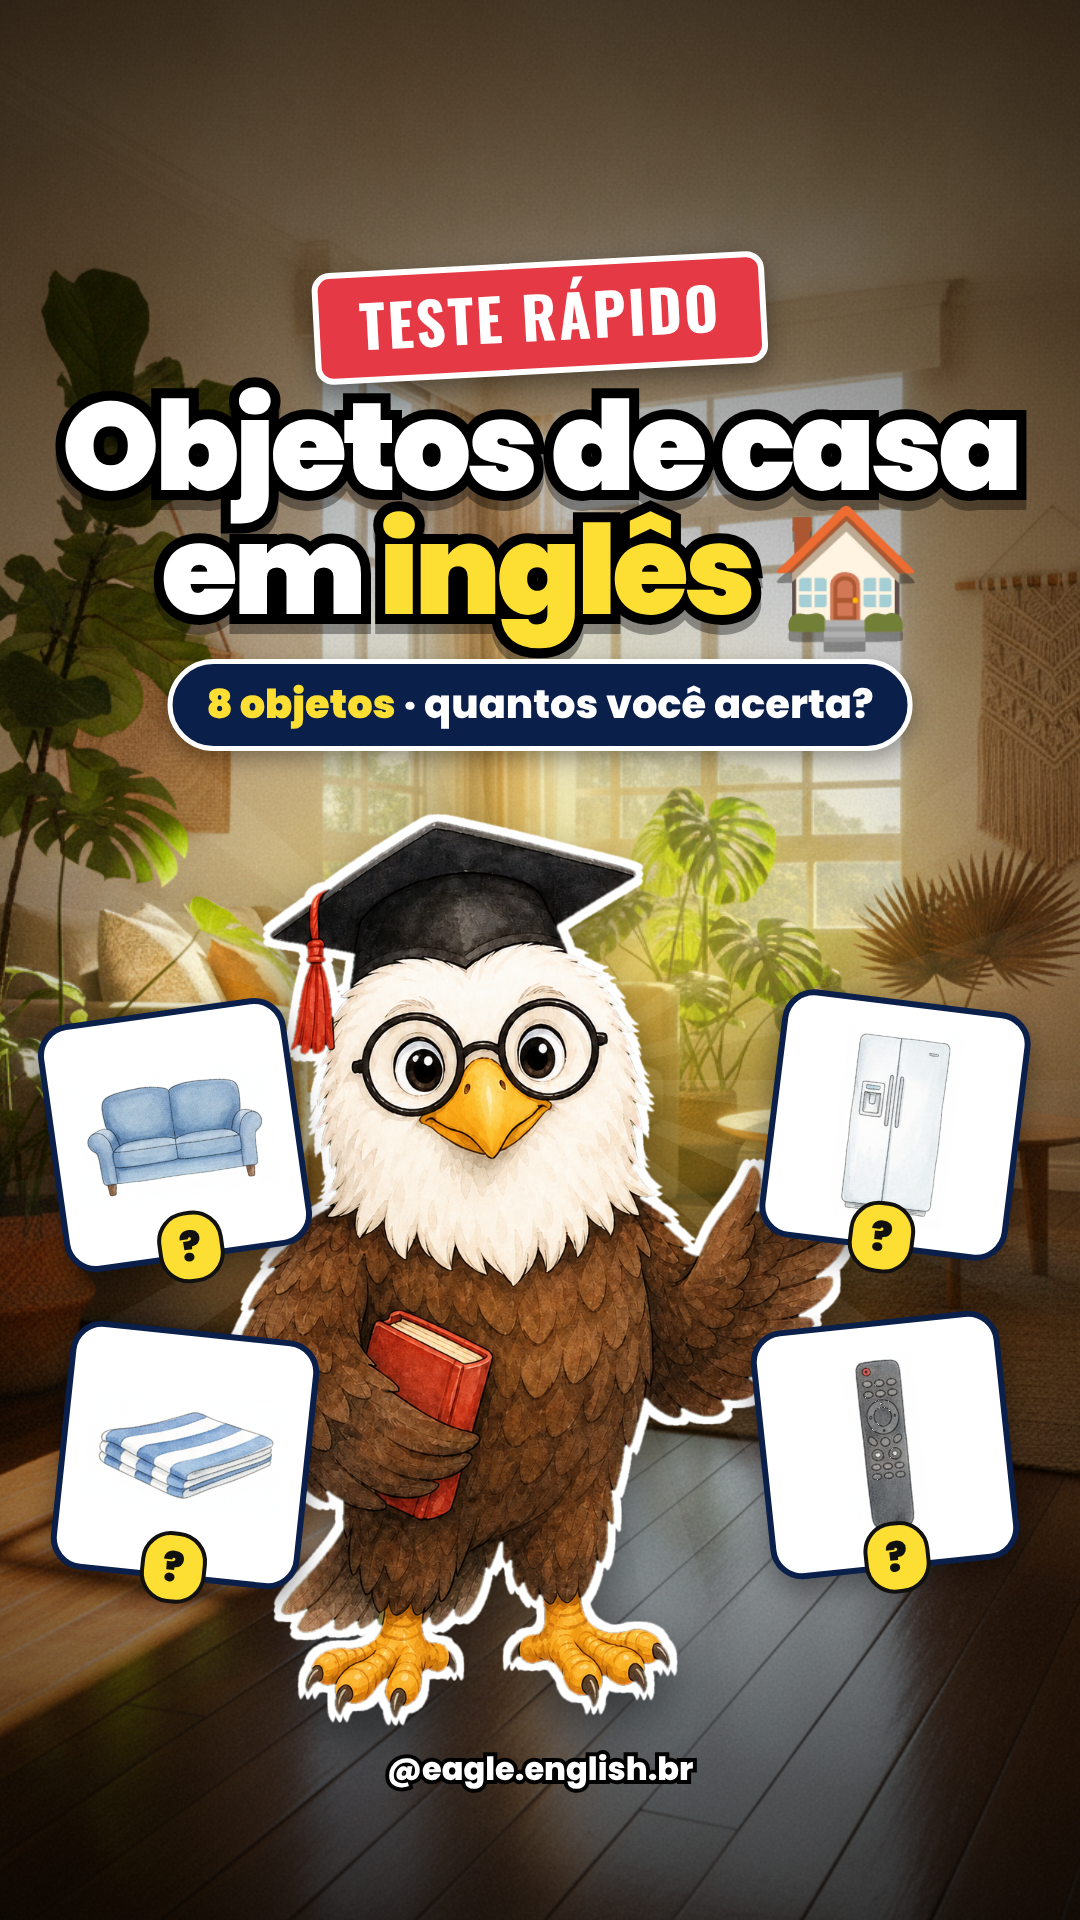 TESTE RÁPIDO
Objetos de casa
em inglês
8 objetos · quantos você acerta?
?
?
?
?
@eagle.english.br